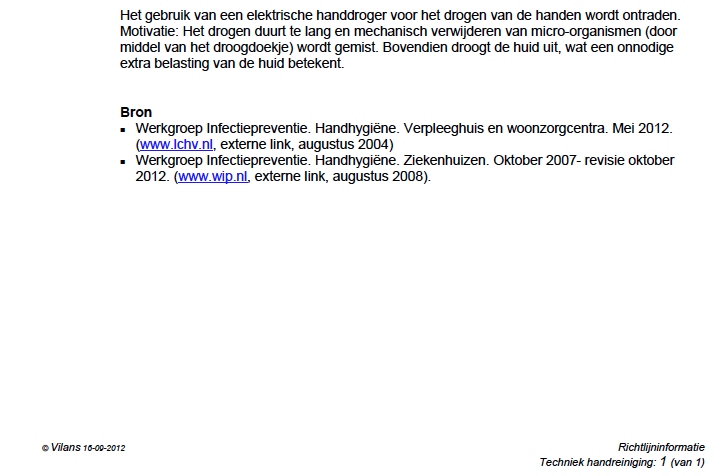 Het gebruik van een elektrische handdroger voor het drogen van de handen wordt ontraden.
Motivatie: Het drogen duurt te lang en mechanisch verwijderen van micro-organismen (door
middel van het droogdoekje) wordt gemist. Bovendien droogt de huid uit, wat een onnodige
extra belasting van de huid betekent.
Bron
▪ Werkgroep Infectiepreventie. Handhygiëne. Verpleeghuis en woonzorgcentra. Mei 2012.
(www.lchv.nl, externe link, augustus 2004)
▪ Werkgroep Infectiepreventie. Handhygiëne. Ziekenhuizen. Oktober 2007- revisie oktober
2012. (www.wip.nl, externe link, augustus 2008).
© Vilans 16-09-2012
Richtlijninformatie
Techniek handreiniging: 1 (van 1)